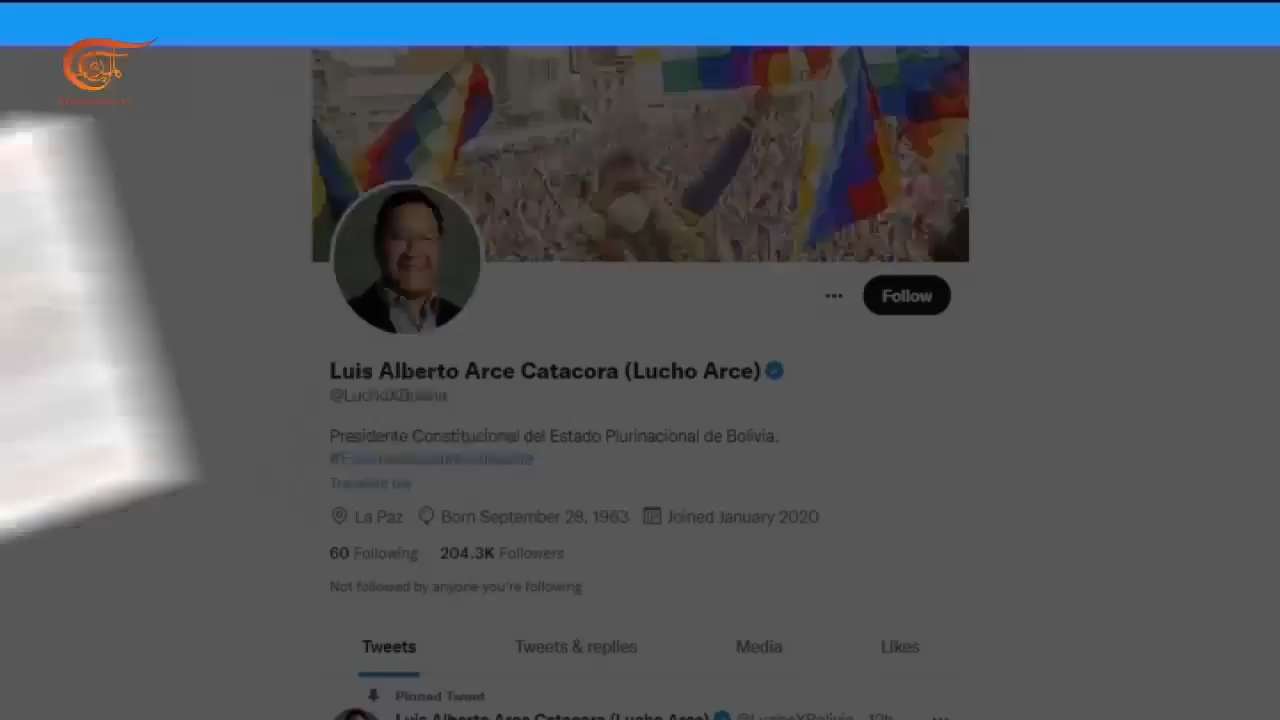 Follow
Luis Alberto Arce Catacora (Lucho Arce)
@LuchoXBolivia
Presidente Constitucional del Estado Plurinacional de Bolivia.
La Paz Born September 28, 1963 Joined January 2020
60 Following 204.3K Followers
Not followed by anyone you're following
Tweets Tweets & replies Media Likes
Pinned Tweet
Luis Alberto Arce Catacora (Lucho Arce) @LuchoXBolivia